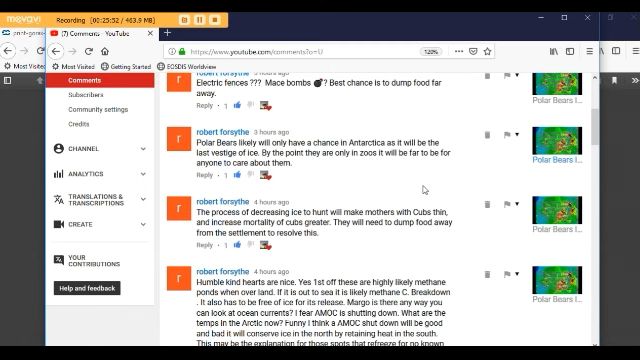 movavi
Recording 00:25:52 / 463.9 MB
print-goras
(7) Comments - YouTube
https://www.youtube.com/comments?o=U
120%
Most Visited
Most Visited Getting Started EOSDIS Worldview
Comments
Subscribers
Community settings
Credits
CHANNEL
ANALYTICS
TRANSLATIONS &
TRANSCRIPTIONS
CREATE
YOUR
CONTRIBUTIONS
Help and feedback
r
robert forsythe 3 hours ago
Electric fences ??? Mace bombs 💣? Best chance is to dump food far
away.
Reply · 1
Polar Bears l
r
robert forsythe 3 hours ago
Polar Bears likely will only have a chance in Antarctica as it will be the
last vestige of ice. By the point they are only in zoos it will be far to be for
anyone to care about them.
Reply · 1
Polar Bears l
r
robert forsythe 4 hours ago
The process of decreasing ice to hunt will make mothers with Cubs thin,
and increase mortality of cubs greater. They will need to dump food away
from the settlement to resolve this.
Reply · 1
Polar Bears l
r
robert forsythe 4 hours ago
Humble kind hearts are nice. Yes 1st off these are highly likely methane
ponds when over land. If it is out to sea it is likely methane C. Breakdown
. It also has to be free of ice for its release. Margo is there any way you
can look at ocean currents? I fear AMOC is shutting down. What are the
temps in the Arctic now? Funny I think a AMOC shut down will be good
and bad it will conserve ice in the north by retaining heat in the south.
This may be the explanation for those spots that refreeze for no known
Polar Bears l